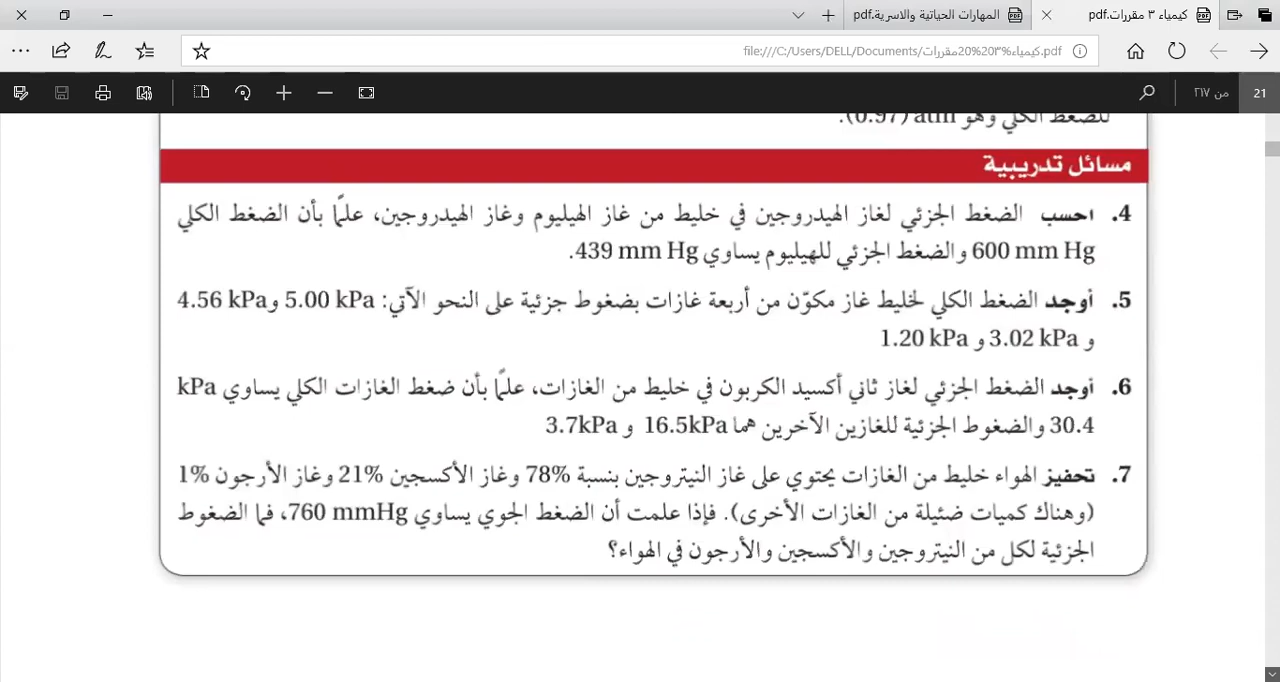 كيمياء ٣ مقررات.pdf
المهارات الحياتية والاسرية.pdf
file:///C:/Users/DELL/Documents/كيمياء%20٣%20مقررات.pdf
21 من ٢١٧
للضغط الكلي وهو 0.97) atm).
مسائل تدريبية
4. احسب الضغط الجزئي لغاز الهيدروجين في خليط من غاز الهيليوم وغاز الهيدروجين، علمًا بأن الضغط الكلي
600 mm Hg والضغط الجزئي للهيليوم يساوي 439 mm Hg.
5. أوجد الضغط الكلي لخليط غاز مكوّن من أربعة غازات بضغوط جزئية على النحو الآتي: 5.00 kPa و4.56 kPa
و 3.02 kPa و 1.20 kPa
6. أوجد الضغط الجزئي لغاز ثاني أكسيد الكربون في خليط من الغازات، علمًا بأن ضغط الغازات الكلي يساوي kPa
30.4 والضغوط الجزئية للغازين الآخرين هما 16.5kPa و 3.7kPa
7. تحفيز الهواء خليط من الغازات يحتوي على غاز النيتروجين بنسبة 78% وغاز الأكسجين 21% وغاز الأرجون 1%
(وهناك كميات ضئيلة من الغازات الأخرى). فإذا علمت أن الضغط الجوي يساوي 760 mmHg، فما الضغوط
الجزئية لكل من النيتروجين والأكسجين والأرجون في الهواء؟